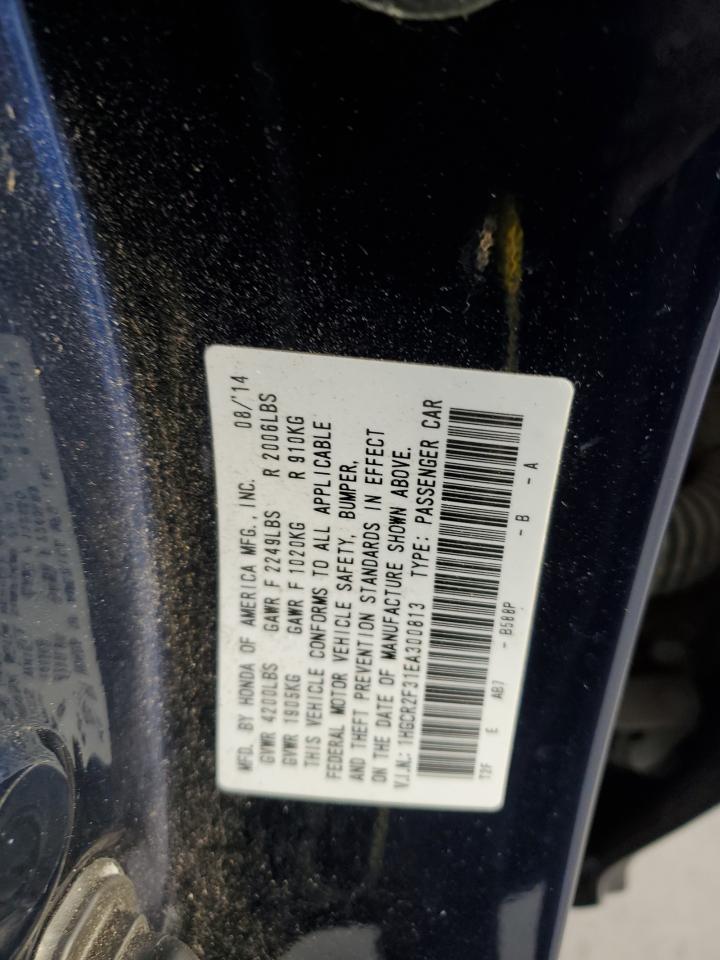 MFD. BY HONDA OF AMERICA MFG., INC. 08/'14
GVWR 4200LBS GAWR F 2249LBS R 2006LBS
GVWR 1905KG GAWR F 1020KG R 910KG
THIS VEHICLE CONFORMS TO ALL APPLICABLE
FEDERAL MOTOR VEHICLE SAFETY, BUMPER,
AND THEFT PREVENTION STANDARDS IN EFFECT
ON THE DATE OF MANUFACTURE SHOWN ABOVE.
V.I.N.: 1HGCR2F31EA300813 TYPE: PASSENGER CAR
T2F E AB7 - B588P - B - A